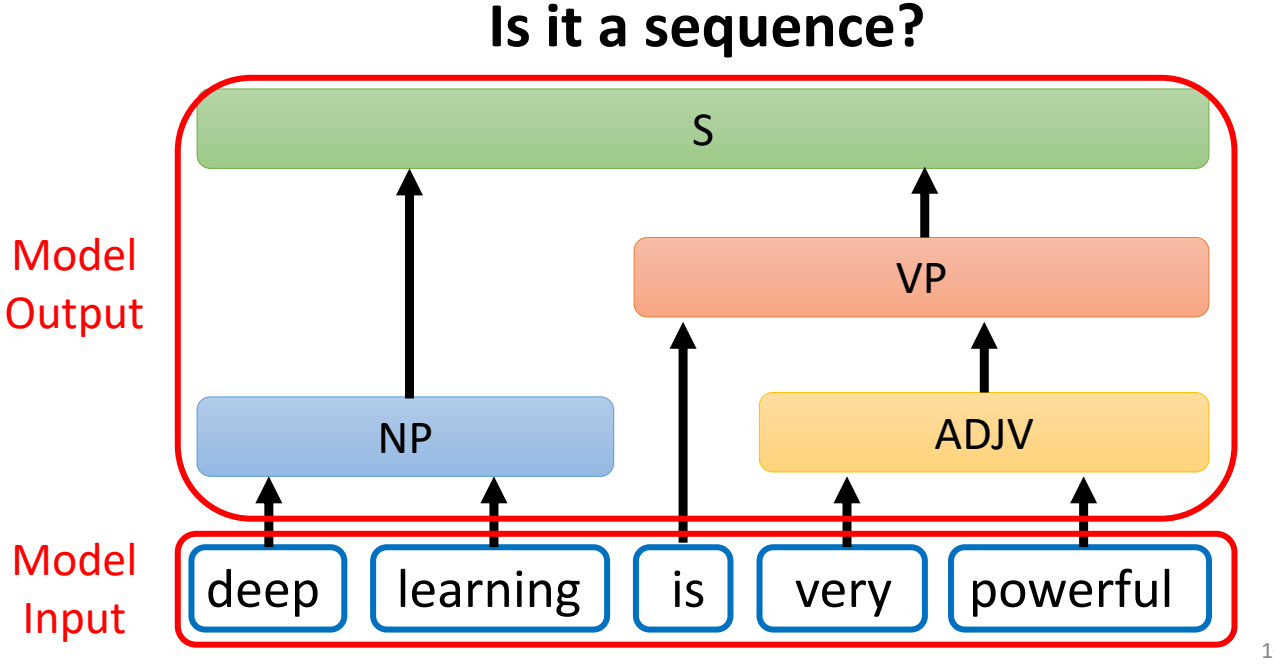 Is it a sequence?
S
Model
Output
VP
NP
ADJV
Model
Input
deep
learning
is
very
powerful
1